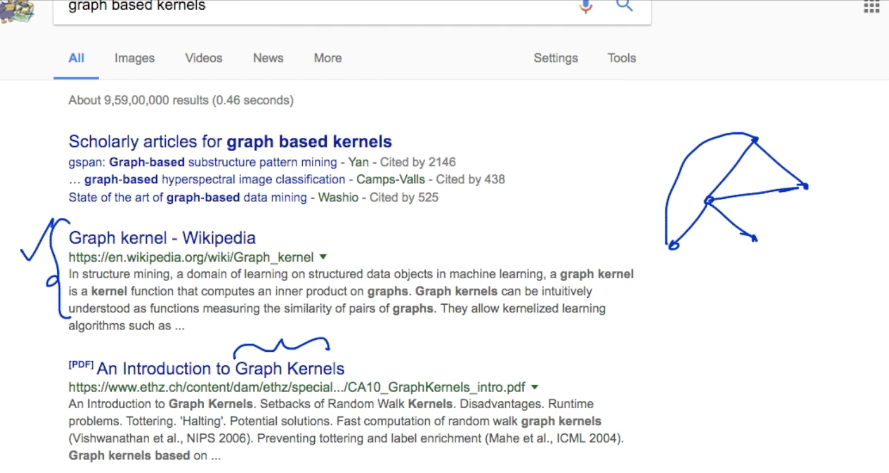 graph based kernels
All Images Videos News More Settings Tools
About 9,59,00,000 results (0.46 seconds)
Scholarly articles for graph based kernels
gspan: Graph-based substructure pattern mining - Yan - Cited by 2146
... graph-based hyperspectral image classification - Camps-Valls - Cited by 438
State of the art of graph-based data mining - Washio - Cited by 525
Graph kernel - Wikipedia
https://en.wikipedia.org/wiki/Graph_kernel ▼
In structure mining, a domain of learning on structured data objects in machine learning, a graph kernel
is a kernel function that computes an inner product on graphs. Graph kernels can be intuitively
understood as functions measuring the similarity of pairs of graphs. They allow kernelized learning
algorithms such as ...
[PDF] An Introduction to Graph Kernels
https://www.ethz.ch/content/dam/ethz/special.../CA10_GraphKernels_intro.pdf ▼
An Introduction to Graph Kernels. Setbacks of Random Walk Kernels. Disadvantages. Runtime
problems. Tottering. 'Halting'. Potential solutions. Fast computation of random walk graph kernels
(Vishwanathan et al., NIPS 2006). Preventing tottering and label enrichment (Mahe et al., ICML 2004).
Graph kernels based on ...